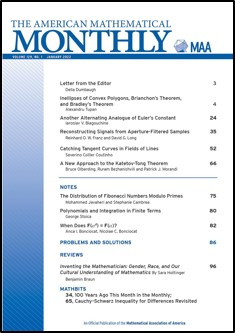 THE AMERICAN MATHEMATICAL
MONTHLY
MAA
VOLUME 129, NO. 1 JANUARY 2022
Letter from the Editor 3
Della Dumbaugh
Inellipses of Convex Polygons, Brianchon's Theorem,
and Bradley's Theorem 4
Alexandru Tupan
Another Alternating Analogue of Euler's Constant 24
Iaroslav V. Blagouchine
Reconstructing Signals from Aperture-Filtered Samples 35
Reinhard O. W. Franz and David G. Long
Catching Tangent Curves in Fields of Lines 52
Severino Collier Coutinho
A New Approach to the Katetov-Tong Theorem 66
Bruce Olberding, and Patrick J. Morandi
NOTES
The Distribution of Fibonacci Numbers Modulo Primes 75
Mohammad Javaheri and Stephanie Cambrea
Polynomials and Integration in Finite Terms 80
George Stoica
82
Anca I. Bonciocat, Nicolae C. Bonciocat
PROBLEMS AND SOLUTIONS 86
REVIEWS
Inventing the Mathematician: Gender, Race, and Our 96
Cultural Understanding of Mathematics By Sara Hottinger
Benjamin Braun
MATHBITS
34, 100 Years Ago This Month in the Monthly;
65, Cauchy-Schwarz Inequality for Differences Revisited
An Official Publication of the Mathematical Association of America